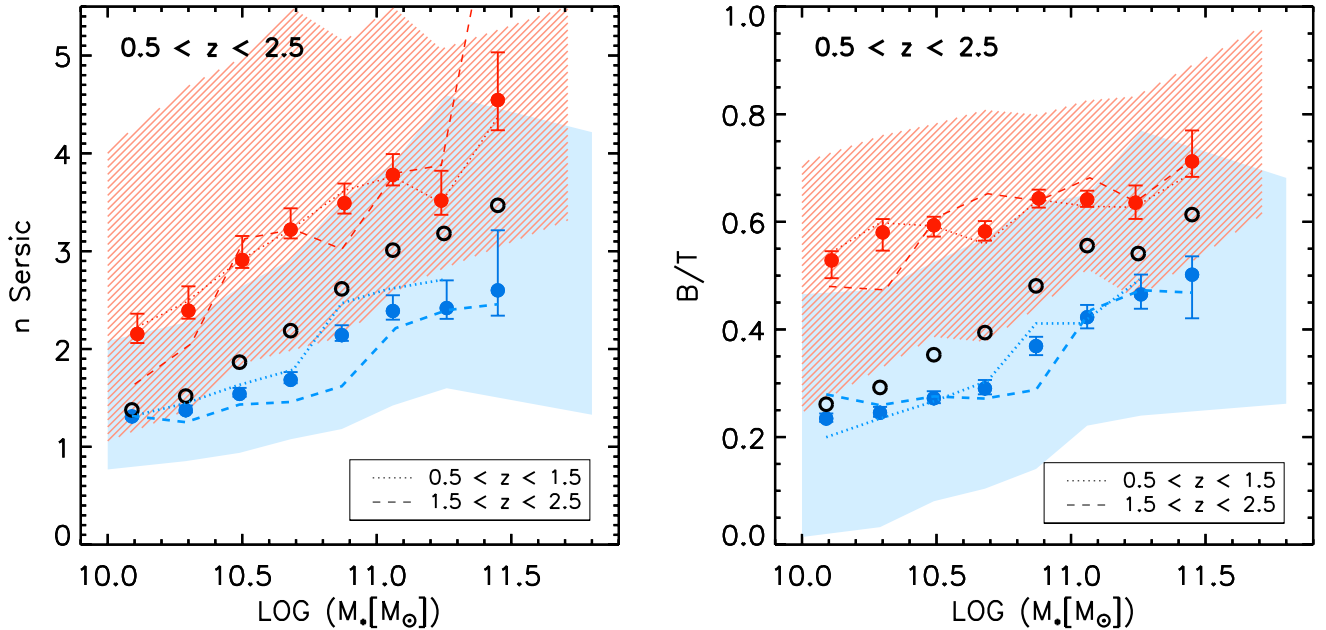 0.5 < z < 2.5
5
4
3
2
1
0
n Sersic
10.0 10.5 11.0 11.5
LOG (M*[M⊙])
0.5 < z < 1.5
1.5 < z < 2.5
0.5 < z < 2.5
1.0
0.8
0.6
0.4
0.2
0.0
B/T
10.0 10.5 11.0 11.5
LOG (M*[M⊙])
0.5 < z < 1.5
1.5 < z < 2.5